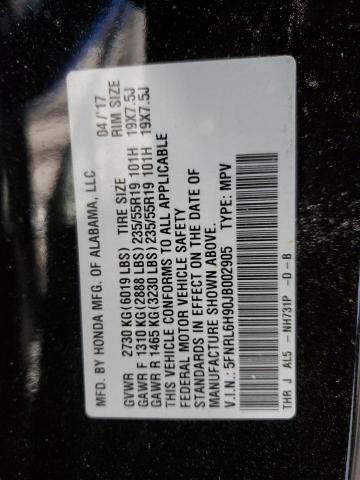 MFD. BY HONDA MFG. OF ALABAMA, LLC 04/'17
TIRE SIZE RIM SIZE
GVWR 2730 KG(6019 LBS)
GAWR F 1310 KG(2888 LBS) 235/55R19 101H 19X7.5J
GAWR R 1465 KG(3230 LBS) 235/55R19 101H 19X7.5J
THIS VEHICLE CONFORMS TO ALL APPLICABLE
FEDERAL MOTOR VEHICLE SAFETY
STANDARDS IN EFFECT ON THE DATE OF
MANUFACTURE SHOWN ABOVE.
V.I.N.: 5FNRL6H90JB002905 TYPE: MPV
THR J AL5 -NH731P -D-B